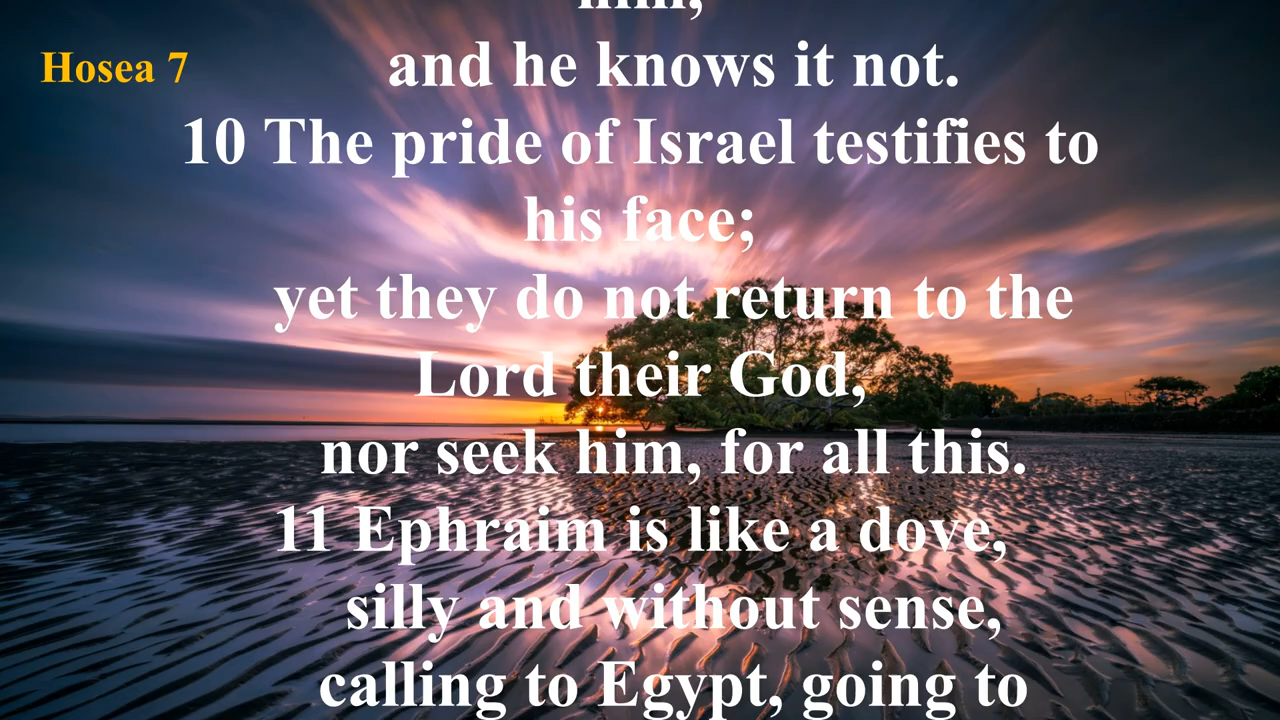 him,
Hosea 7
and he knows it not.
10 The pride of Israel testifies to
his face;
yet they do not return to the
Lord their God,
nor seek him, for all this.
11 Ephraim is like a dove,
silly and without sense,
calling to Egypt, going to